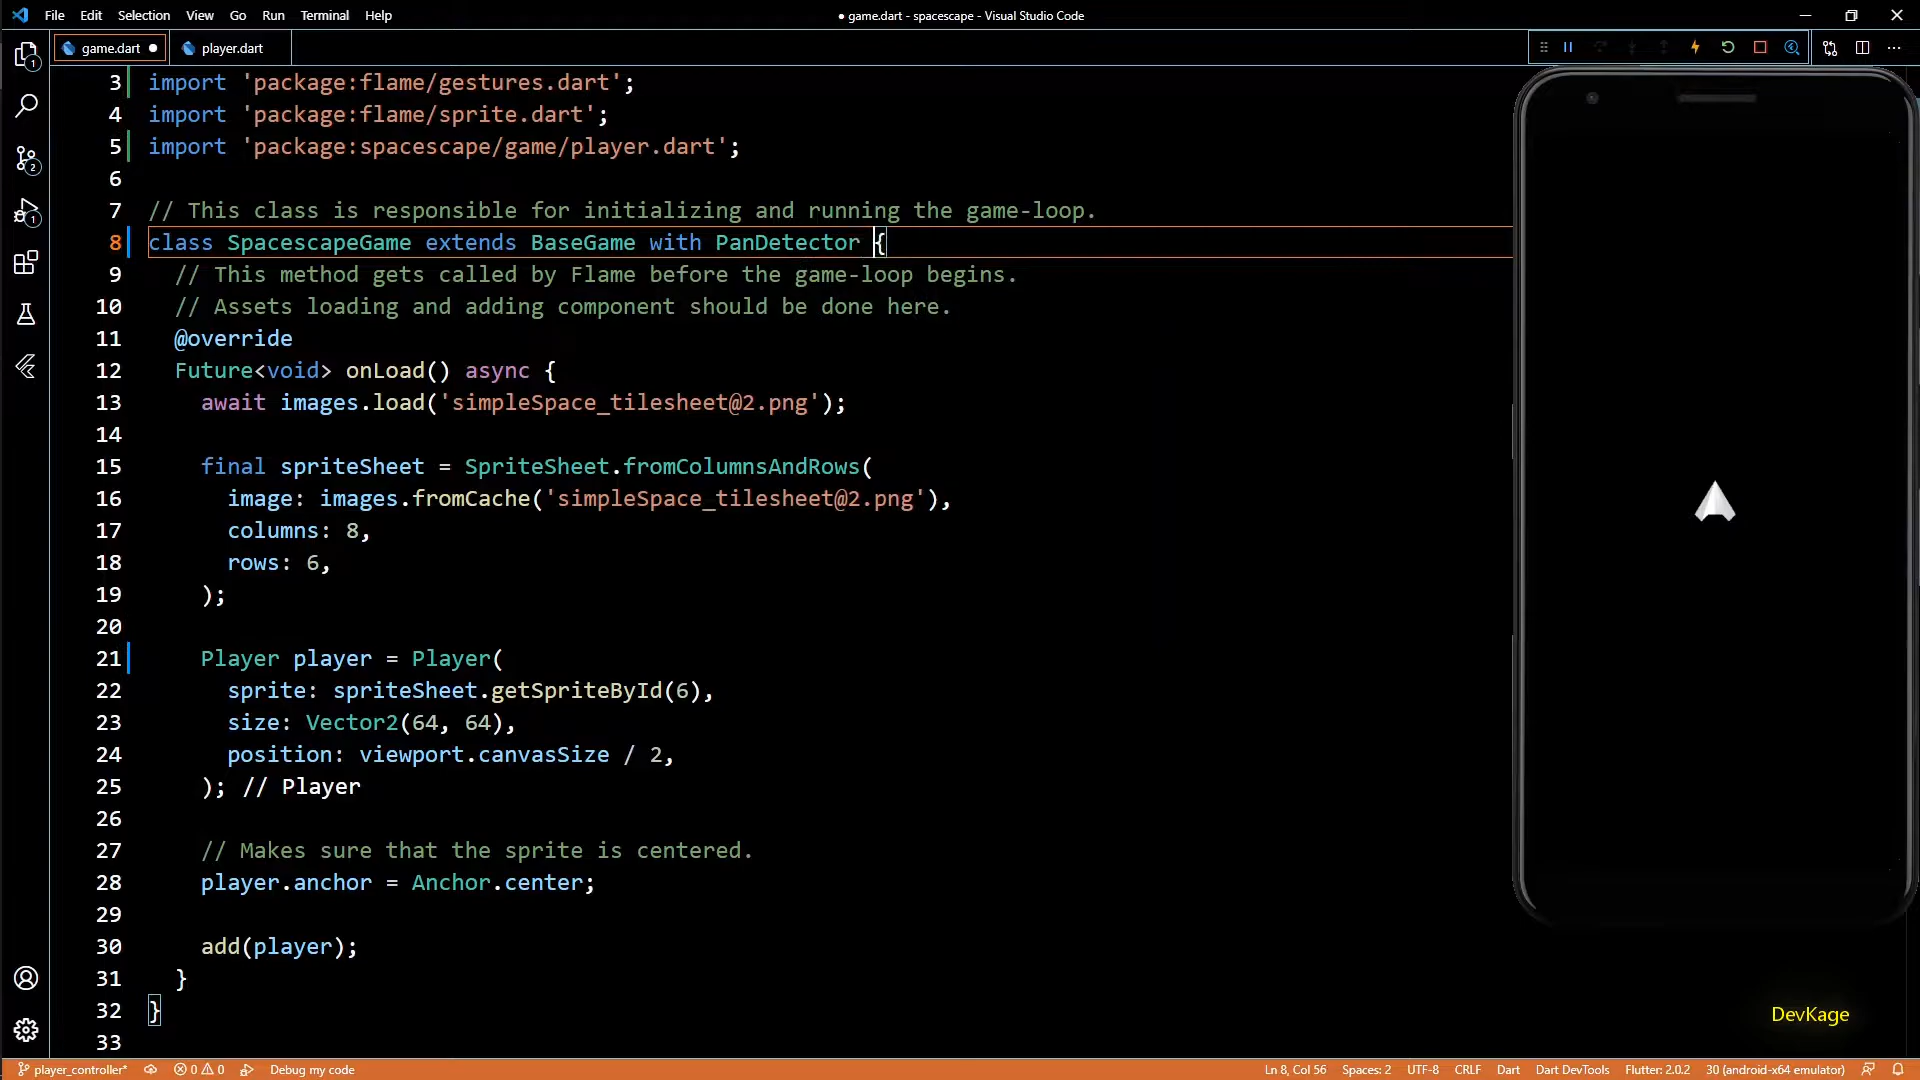 File Edit Selection View Go Run Terminal Help
● game.dart - spacescape - Visual Studio Code
game.dart ● player.dart
3 import 'package:flame/gestures.dart';
4 import 'package:flame/sprite.dart';
5 import 'package:spacescape/game/player.dart';
6
7 // This class is responsible for initializing and running the game-loop.
8 class SpacescapeGame extends BaseGame with PanDetector {
9 // This method gets called by Flame before the game-loop begins.
10 // Assets loading and adding component should be done here.
11 @override
12 Future<void> onLoad() async {
13 await images.load('simpleSpace_tilesheet@2.png');
14
15 final spriteSheet = SpriteSheet.fromColumnsAndRows(
16 image: images.fromCache('simpleSpace_tilesheet@2.png'),
17 columns: 8,
18 rows: 6,
19 );
20
21 Player player = Player(
22 sprite: spriteSheet.getSpriteById(6),
23 size: Vector2(64, 64),
24 position: viewport.canvasSize / 2,
25 ); // Player
26
27 // Makes sure that the sprite is centered.
28 player.anchor = Anchor.center;
29
30 add(player);
31 }
32 }
33
1
2
1
DevKage
player_controller* 0 0 Debug my code Ln 8, Col 56 Spaces: 2 UTF-8 CRLF Dart Dart DevTools Flutter: 2.0.2 30 (android-x64 emulator)